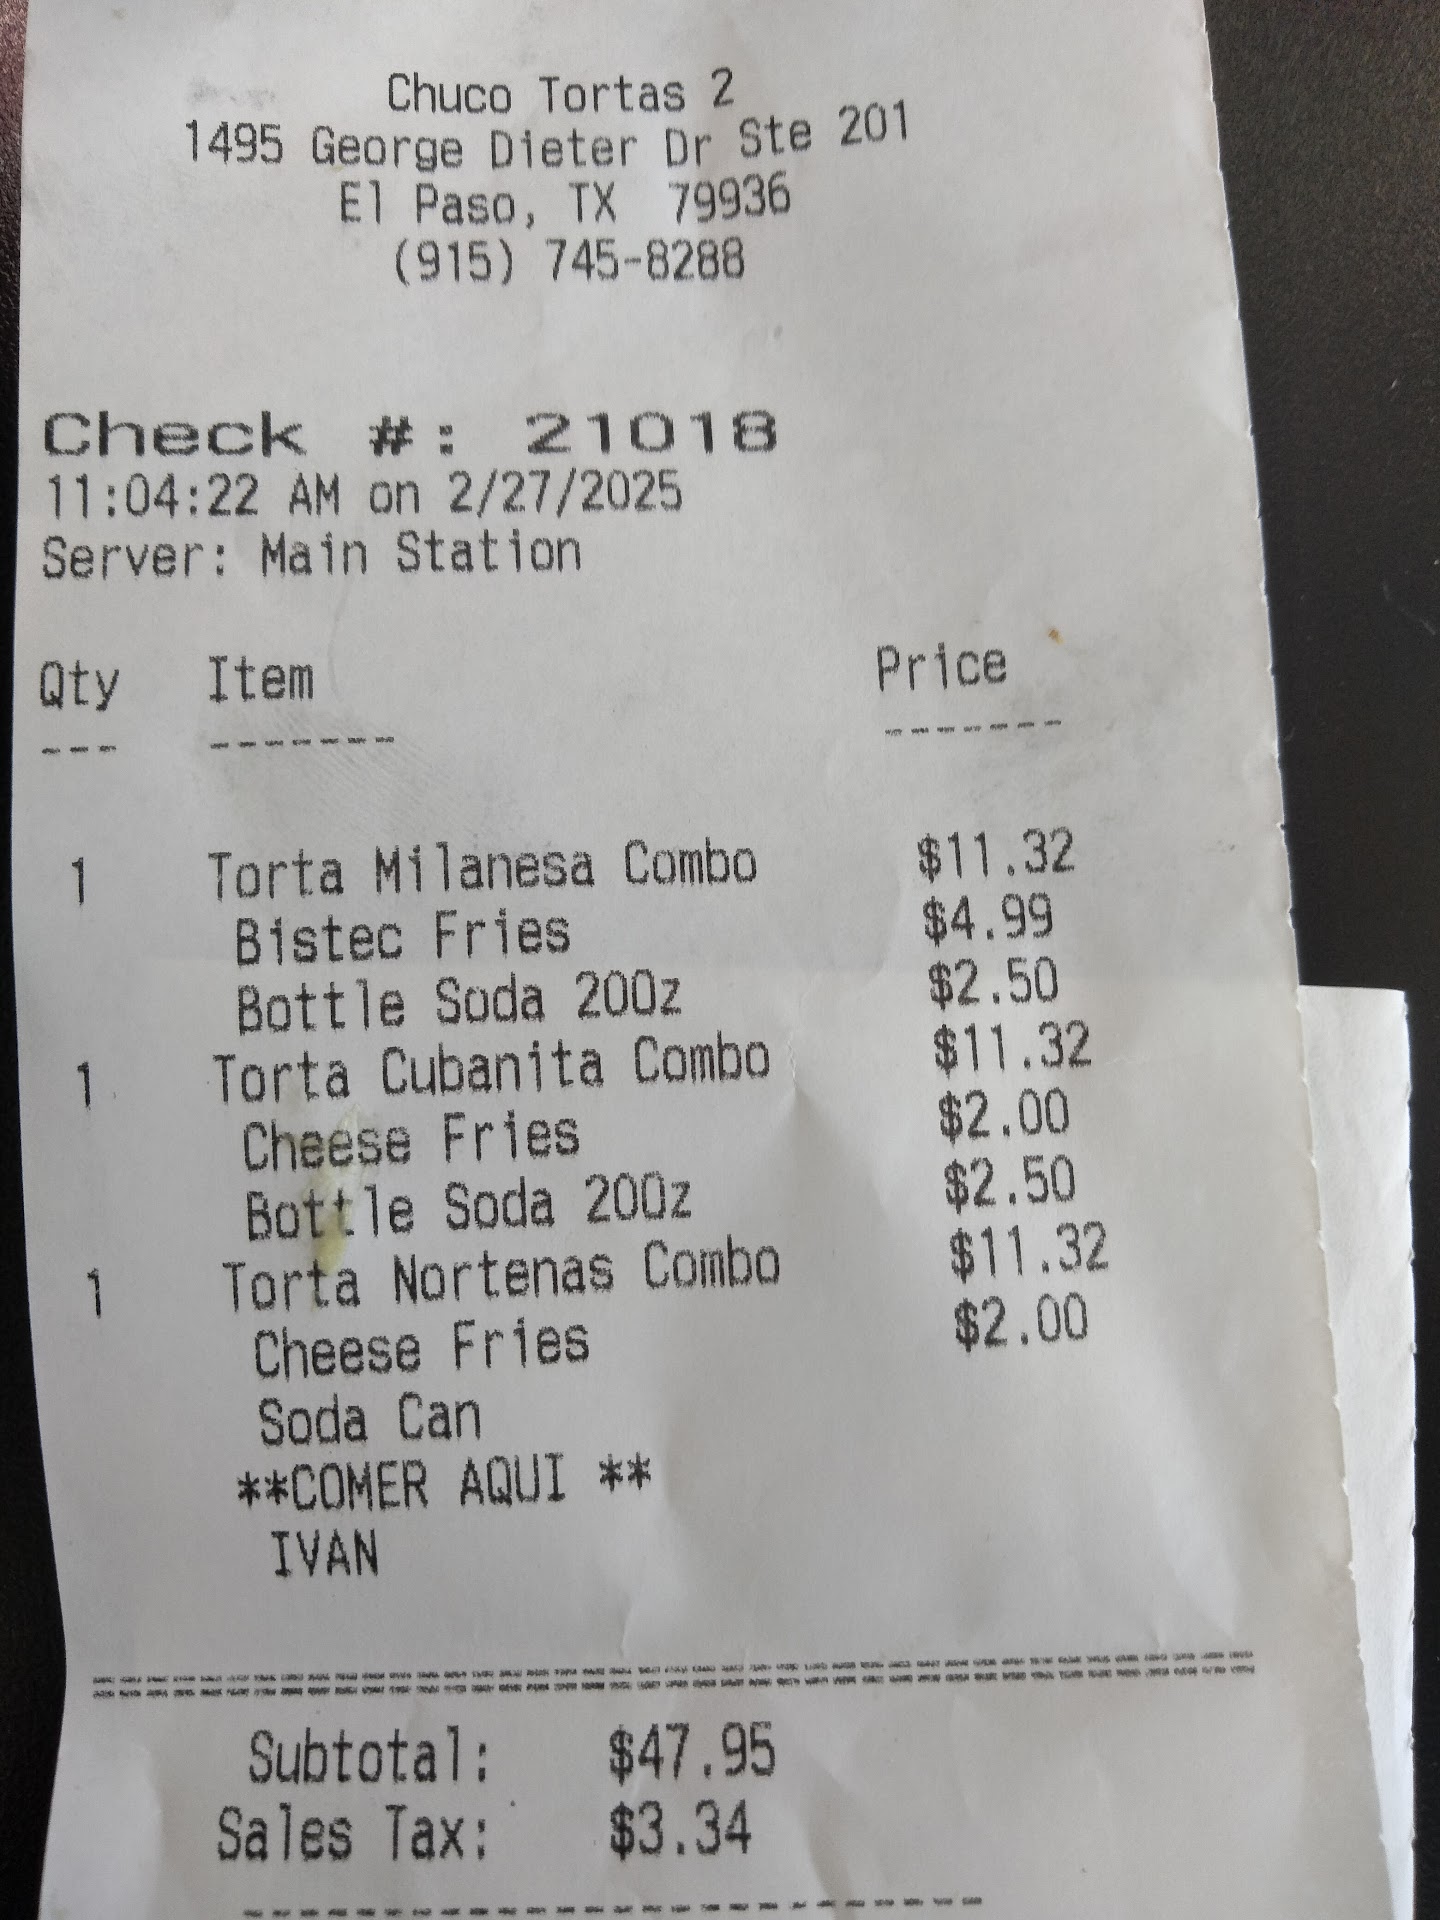 Chuco Tortas 2
1495 George Dieter Dr Ste 201
El Paso, TX  79936
(915) 745-8288
Check #: 21018
11:04:22 AM on 2/27/2025
Server: Main Station
Qty Item Price
--- ------- -------
1 Torta Milanesa Combo $11.32
Bistec Fries $4.99
Bottle Soda 20Oz $2.50
1 Torta Cubanita Combo $11.32
Cheese Fries $2.00
Bottle Soda 20Oz $2.50
1 Torta Nortenas Combo $11.32
Cheese Fries $2.00
Soda Can
**COMER AQUI **
IVAN
Subtotal: $47.95
Sales Tax: $3.34